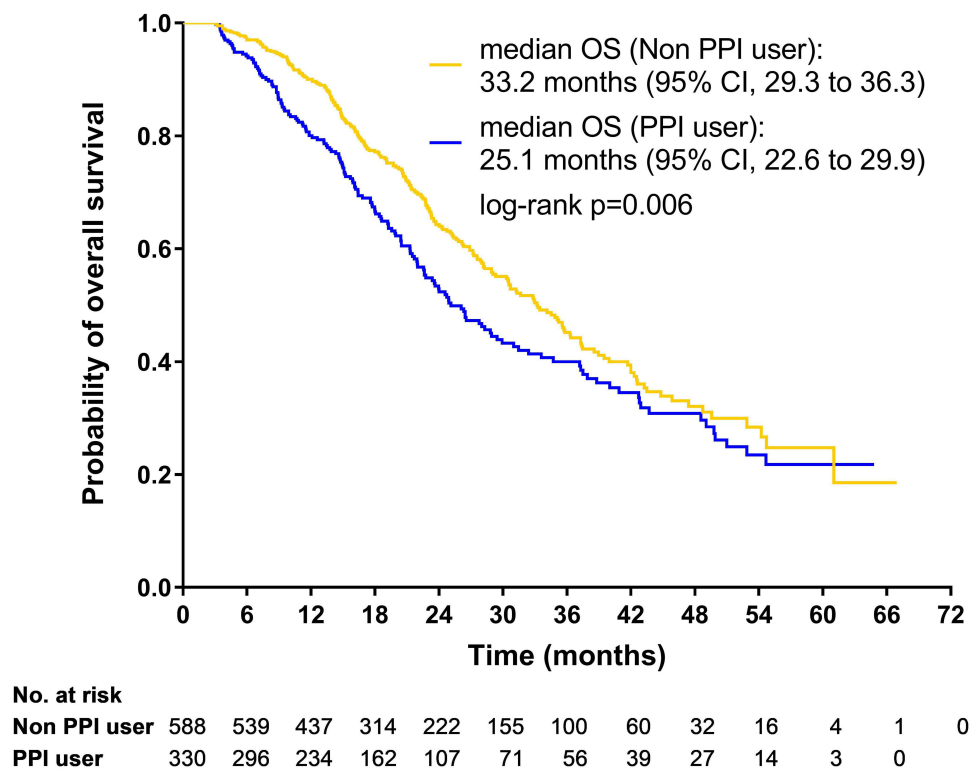 1.0
0.8
0.6
0.4
0.2
0.0
Probability of overall survival
median OS (Non PPI user):
33.2 months (95% CI, 29.3 to 36.3)
median OS (PPI user):
25.1 months (95% CI, 22.6 to 29.9)
log-rank p=0.006
0 6 12 18 24 30 36 42 48 54 60 66 72
Time (months)
No. at risk
Non PPI user 588 539 437 314 222 155 100 60 32 16 4 1 0
PPI user 330 296 234 162 107 71 56 39 27 14 3 0